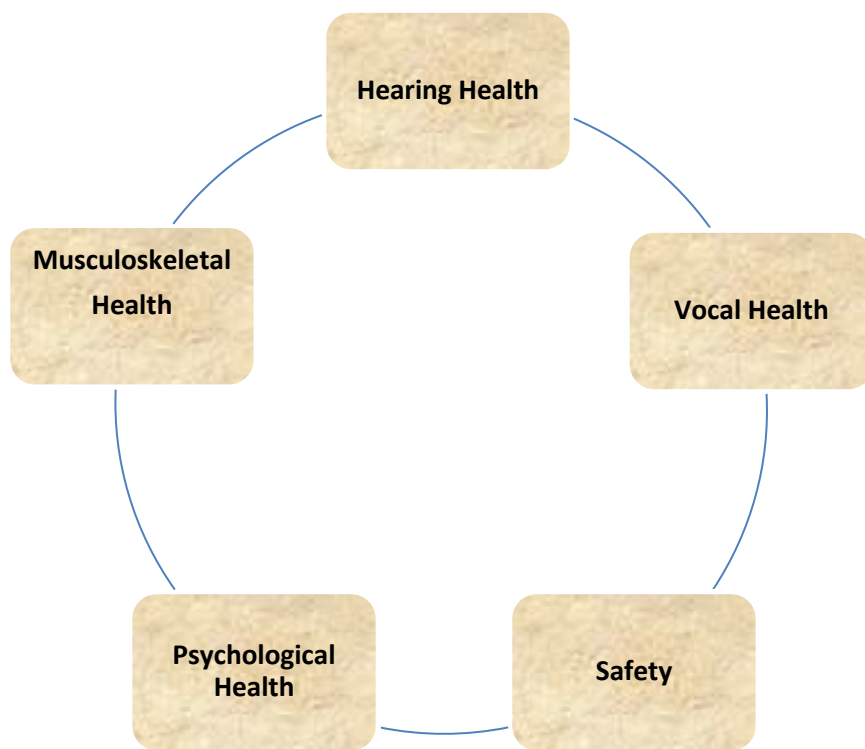 Hearing Health
Musculoskeletal
Health
Vocal Health
Psychological
Health
Safety